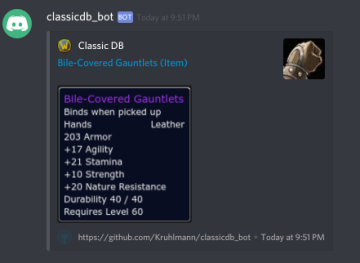 classicdb_bot BOT Today at 9:51 PM
Classic DB
Bile-Covered Gauntlets (Item)
Bile-Covered Gauntlets
Binds when picked up
Hands Leather
203 Armor
+17 Agility
+21 Stamina
+10 Strength
+20 Nature Resistance
Durability 40 / 40
Requires Level 60
https://github.com/Kruhlmann/classicdb_bot • Today at 9:51 PM